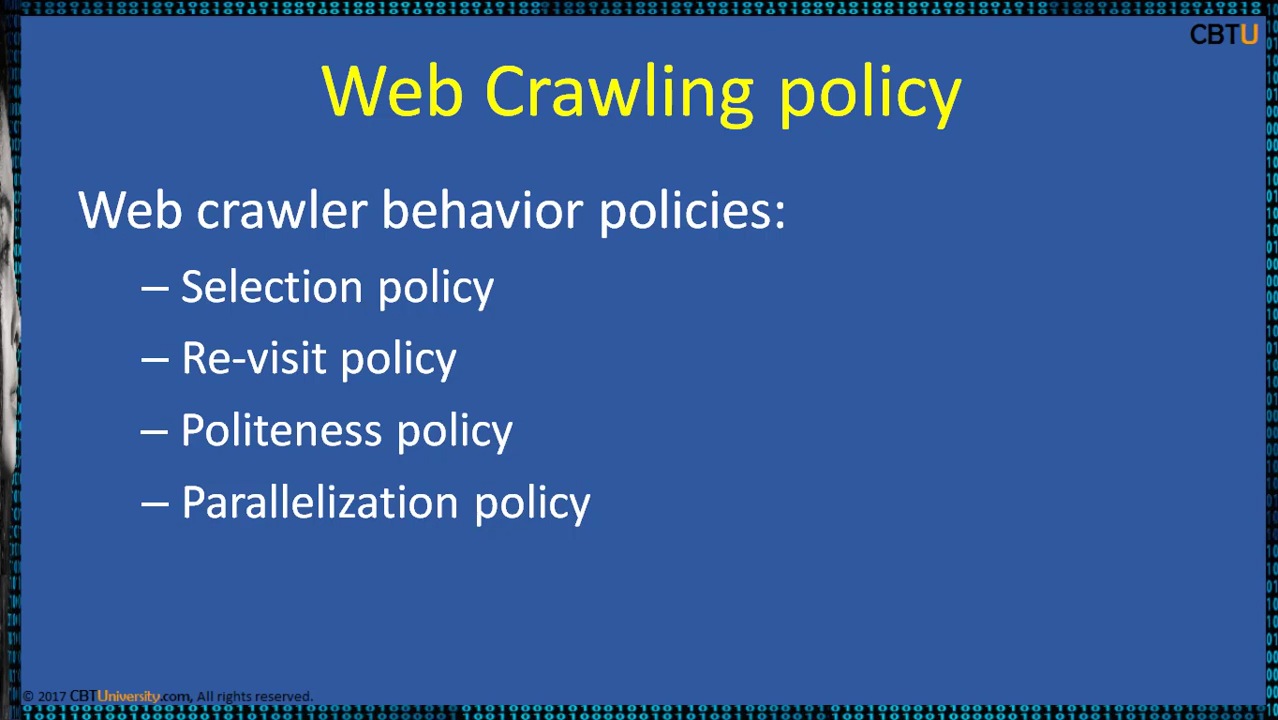 CBTU
Web Crawling policy
Web crawler behavior policies:
– Selection policy
– Re-visit policy
– Politeness policy
– Parallelization policy
© 2017 CBTUniversity.com, All rights reserved.